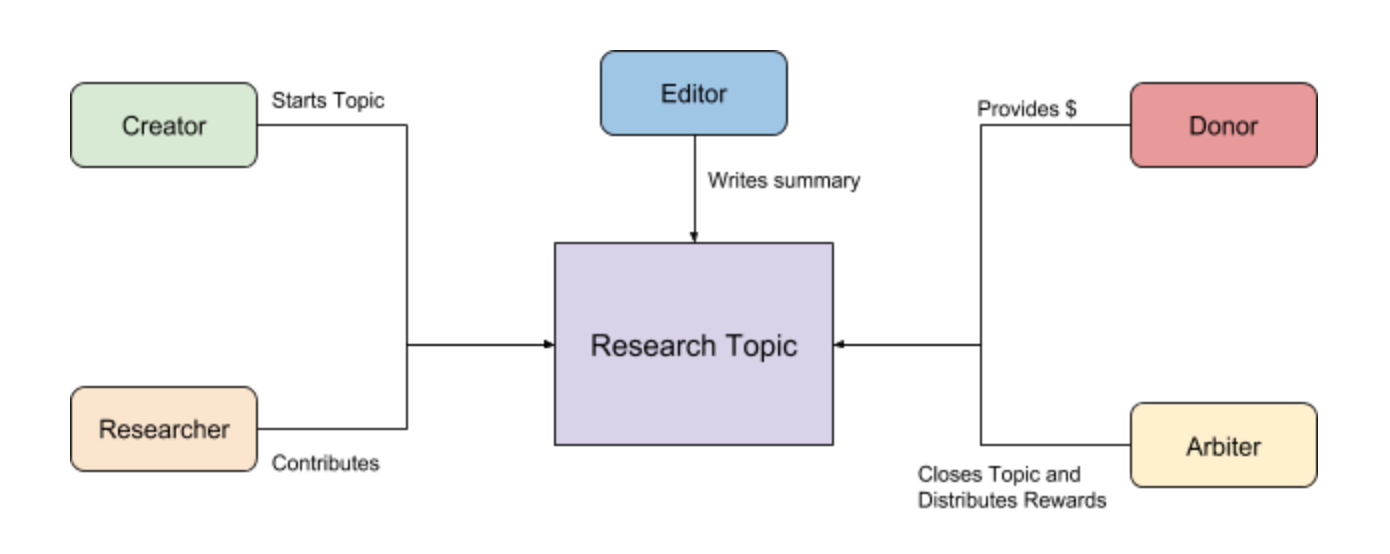 Editor
Starts Topic
Creator
Provides $
Donor
Writes summary
Research Topic
Researcher
Contributes
Arbiter
Closes Topic and
Distributes Rewards